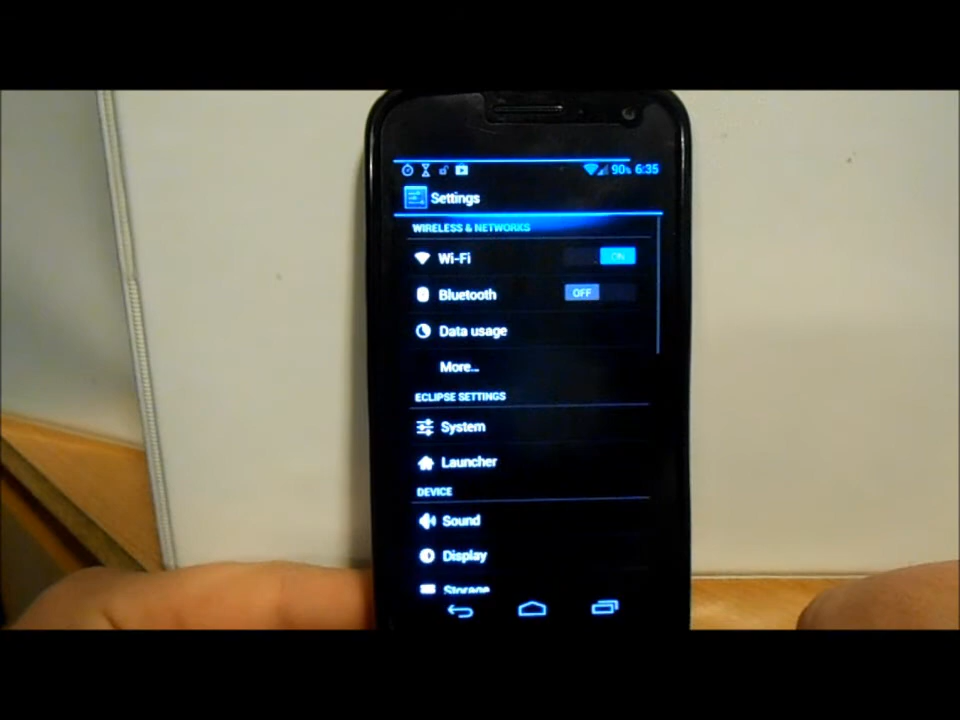 90% 6:35
Settings
WIRELESS & NETWORKS
Wi-Fi ON
Bluetooth OFF
Data usage
More...
ECLIPSE SETTINGS
System
Launcher
DEVICE
Sound
Display
Storage